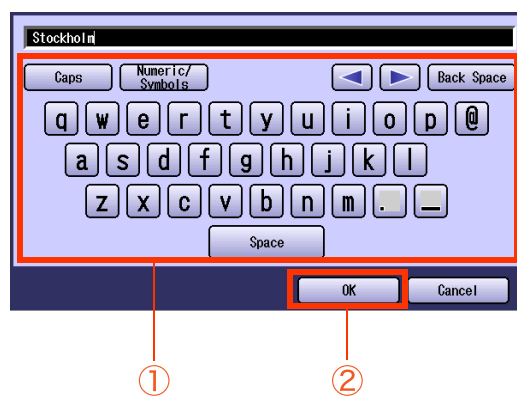 Stockholm
Caps Numeric/ Symbols Back Space
q w e r t y u i o p @
a s d f g h j k l
z x c v b n m . _
Space
OK Cancel
① ②